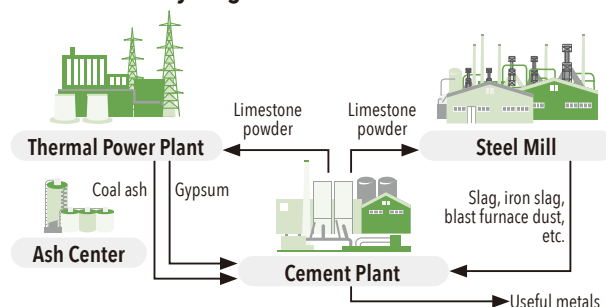 Limestone
powder
Limestone
powder
Thermal Power Plant
Steel Mill
Coal ash
Gypsum
Slag, iron slag,
blast furnace dust,
etc.
Ash Center
Cement Plant
Useful metals